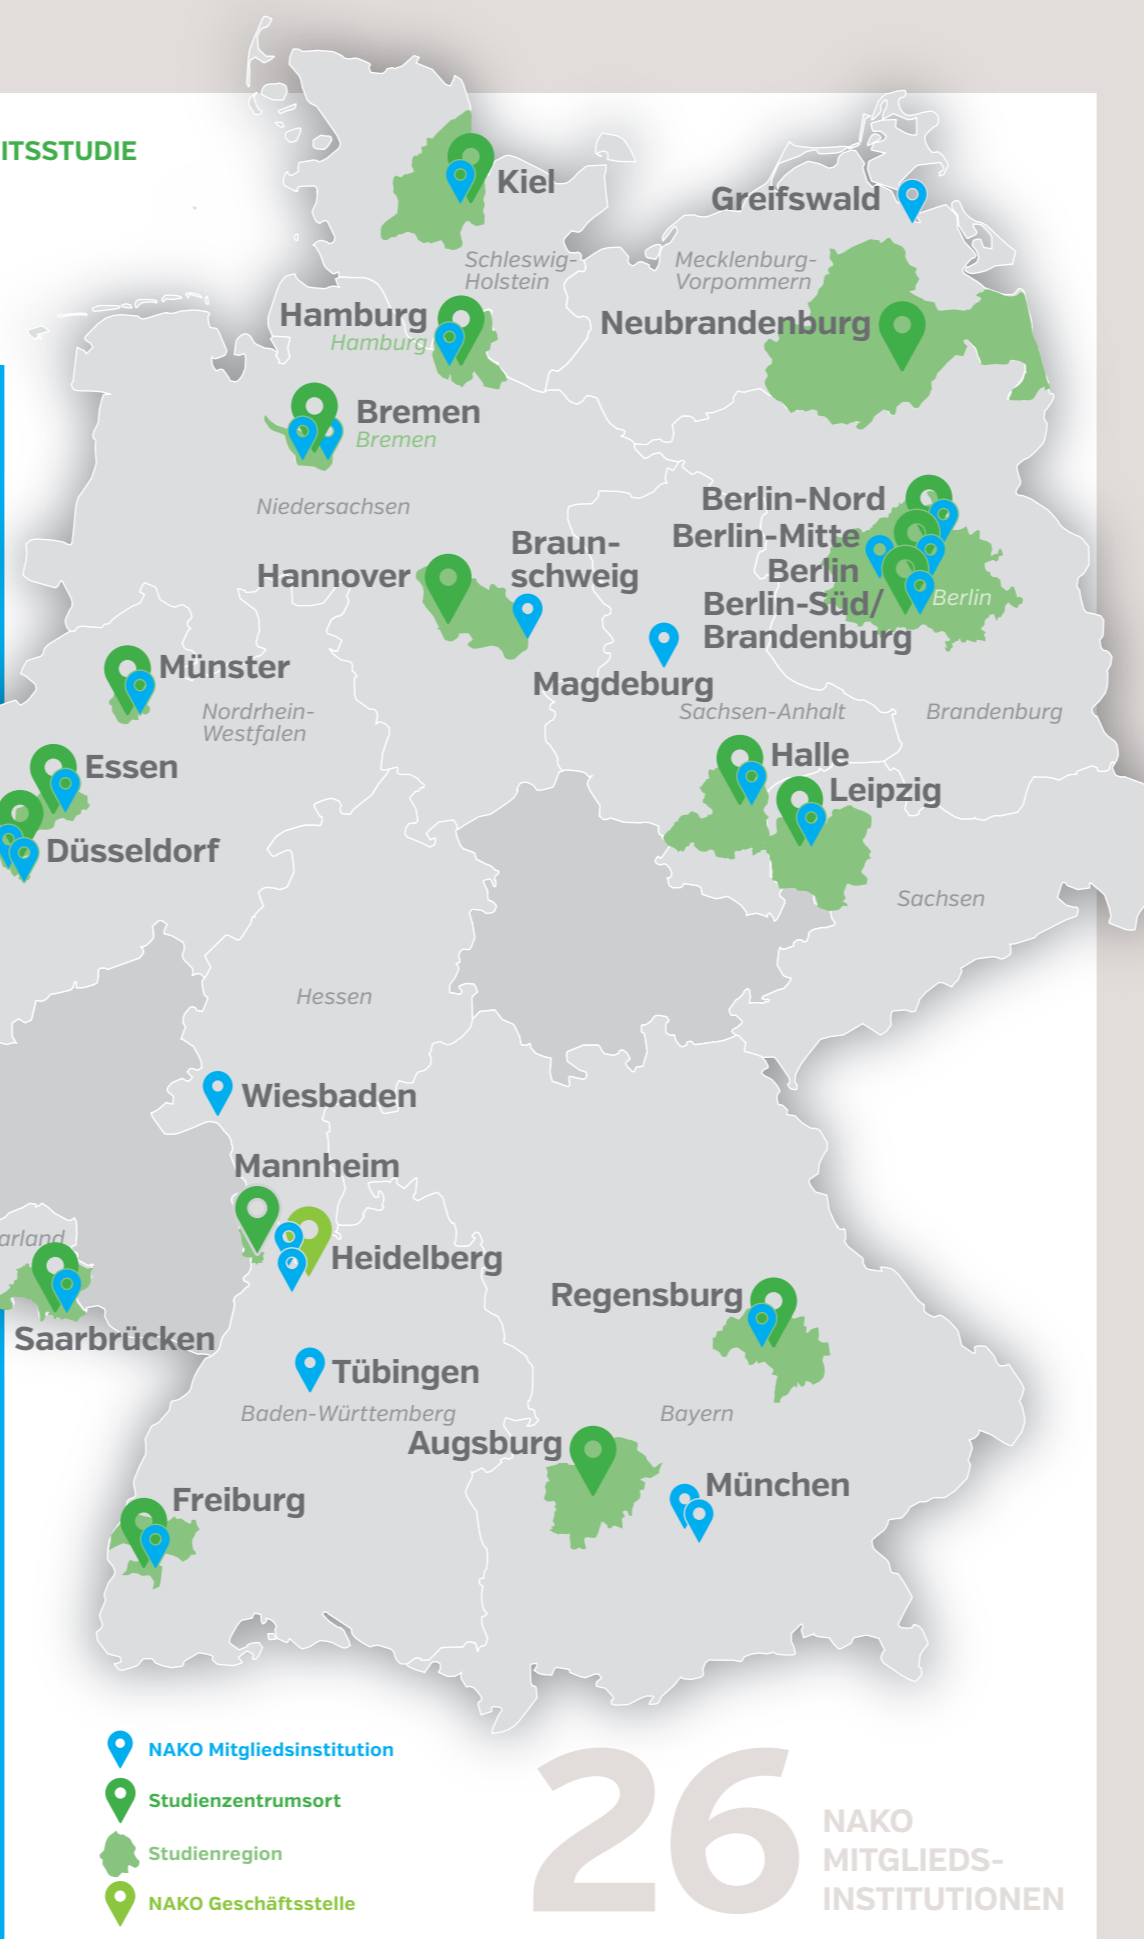 ITSSTUDIE
Kiel
Greifswald
Schleswig-
Holstein
Mecklenburg-
Vorpommern
Hamburg
Hamburg
Neubrandenburg
Bremen
Bremen
Niedersachsen
Berlin-Nord
Berlin-Mitte
Berlin
Berlin-Süd/
Brandenburg
Berlin
Braun-
schweig
Hannover
Magdeburg
Münster
Nordrhein-
Westfalen
Sachsen-Anhalt
Brandenburg
Essen
Halle
Leipzig
Düsseldorf
Sachsen
Hessen
Wiesbaden
Mannheim
arland
Heidelberg
Regensburg
Saarbrücken
Tübingen
Baden-Württemberg
Bayern
Augsburg
München
Freiburg
NAKO Mitgliedsinstitution
Studienzentrumsort
Studienregion
NAKO Geschäftsstelle
26
NAKO
MITGLIEDS-
INSTITUTIONEN